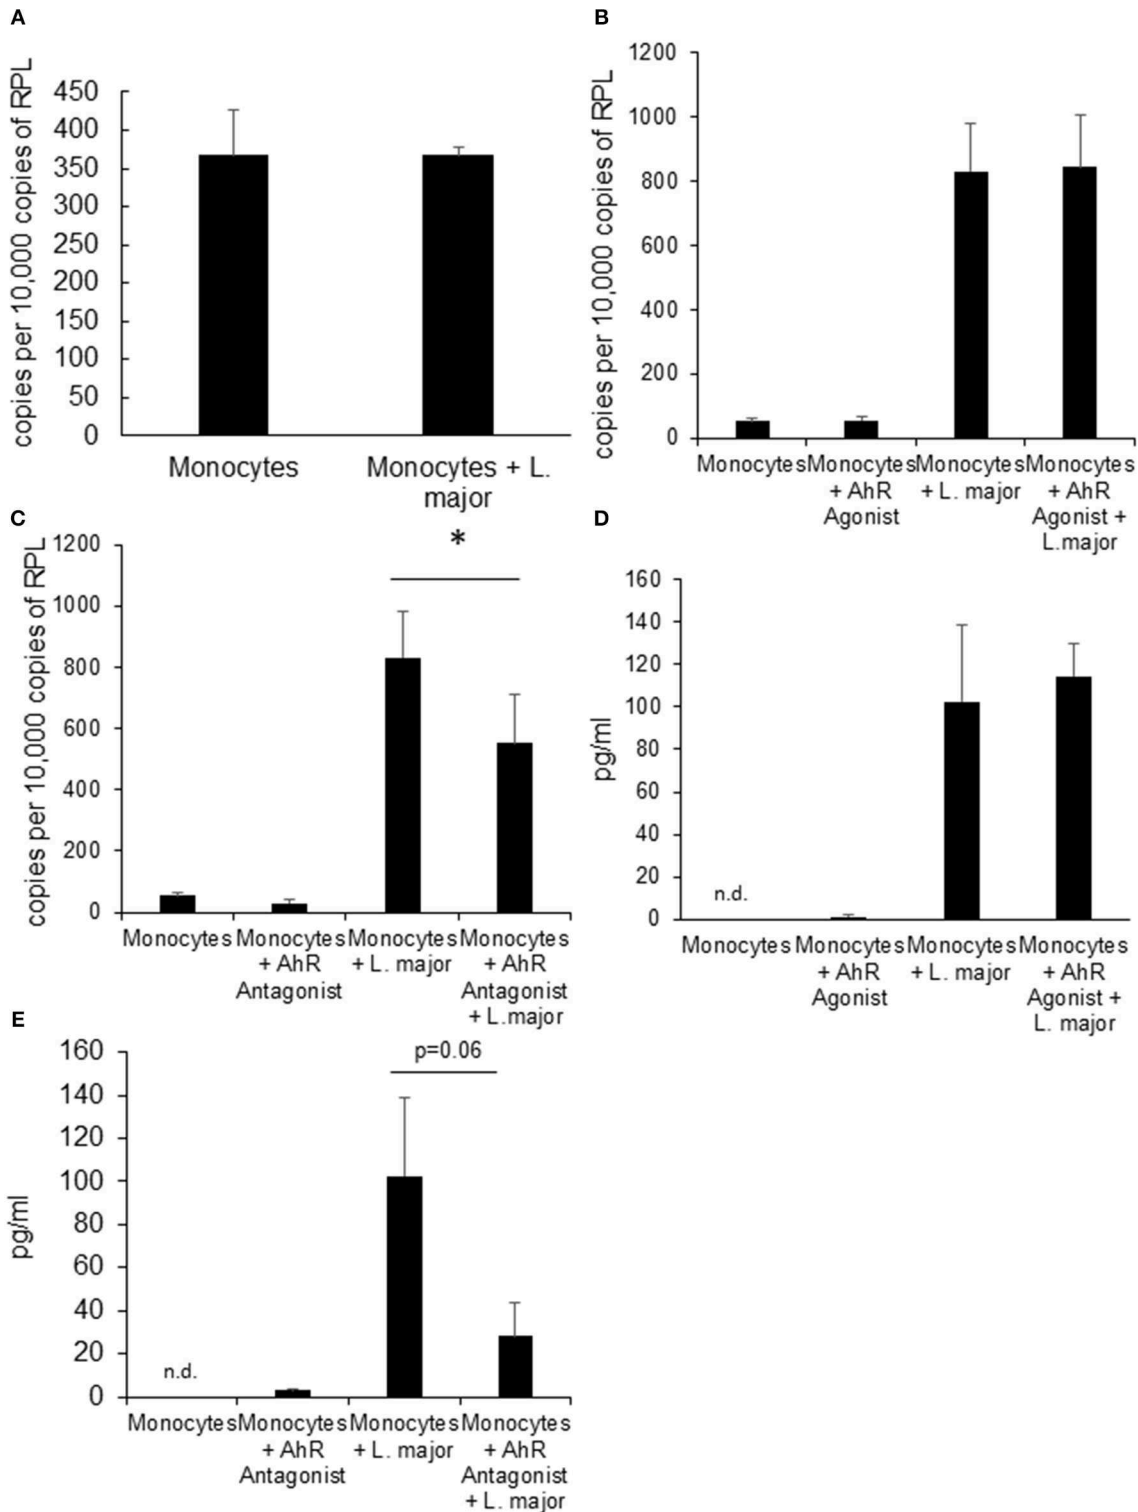 A
copies per 10,000 copies of RPL
450
400
350
300
250
200
150
100
50
0
Monocytes
Monocytes + L.
major
B
copies per 10,000 copies of RPL
1200
1000
800
600
400
200
0
Monocytes Monocytes Monocytes Monocytes
+ AhR + L. major + AhR
Agonist Agonist +
L.major
C
copies per 10,000 copies of RPL
1200
1000
800
600
400
200
0
*
Monocytes Monocytes Monocytes Monocytes
+ AhR + L. major + AhR
Antagonist Antagonist
+ L.major
D
pg/ml
160
140
120
100
80
60
40
20
0
n.d.
Monocytes Monocytes Monocytes Monocytes
+ AhR + L. major + AhR
Agonist Agonist +
L. major
E
pg/ml
160
140
120
100
80
60
40
20
0
p=0.06
n.d.
Monocytes Monocytes Monocytes Monocytes
+ AhR + L. major + AhR
Antagonist Antagonist
+ L. major